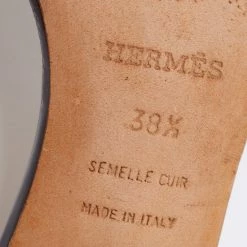 HERMÈS
38½
SEMELLE CUIR
MADE IN ITALY